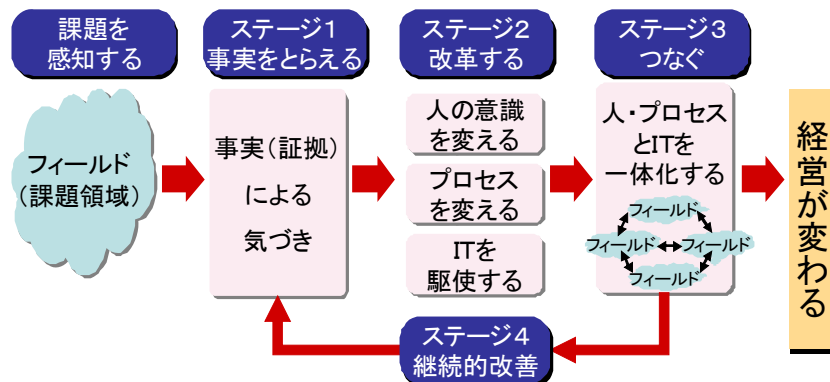 課題を
感知する
ステージ1
事実をとらえる
ステージ2
改革する
ステージ3
つなぐ
フィールド
(課題領域)
事実(証拠)
による
気づき
人の意識
を変える
プロセス
を変える
ITを
駆使する
人・プロセス
とITを
一体化する
フィールド
フィールド
フィールド
フィールド
経営が変わる
ステージ4
継続的改善